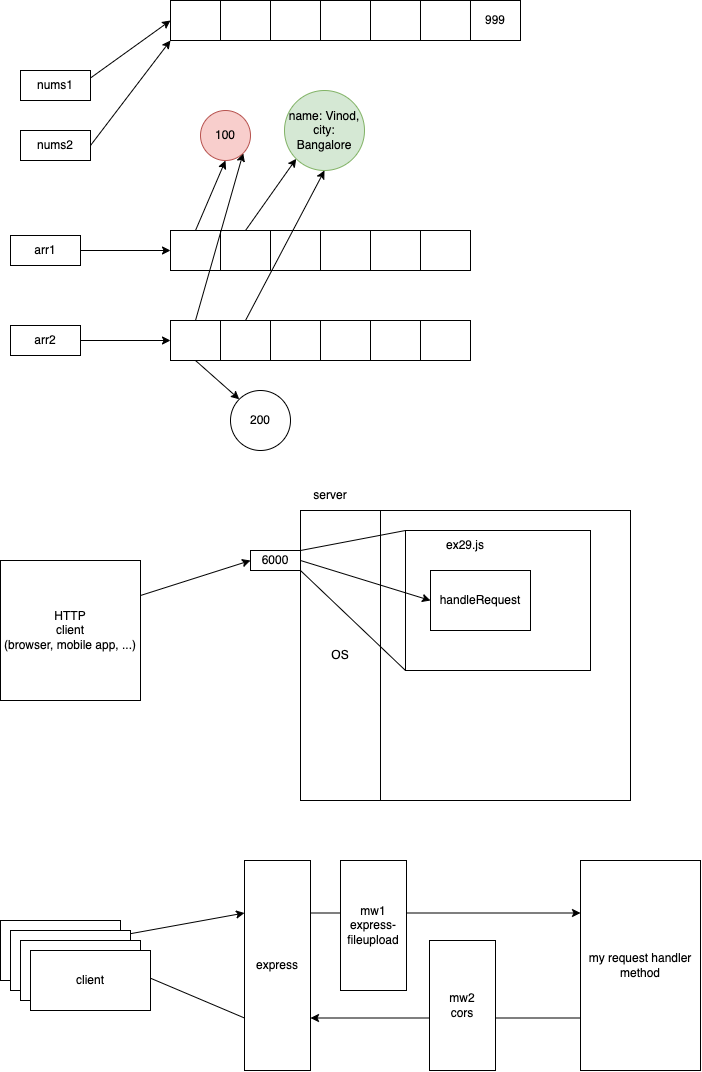 999
nums1
nums2
100
name: Vinod,
city:
Bangalore
arr1
arr2
200
server
6000
ex29.js
handleRequest
HTTP
client
(browser, mobile app, ...)
OS
mw1
express-
fileupload
express
my request handler
method
client
mw2
cors